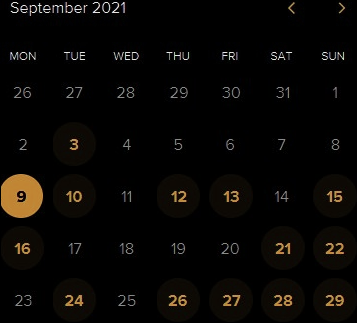 September 2021 < >
MON TUE WED THU FRI SAT SUN
26 27 28 29 30 31 1
2 3 4 5 6 7 8
9 10 11 12 13 14 15
16 17 18 19 20 21 22
23 24 25 26 27 28 29